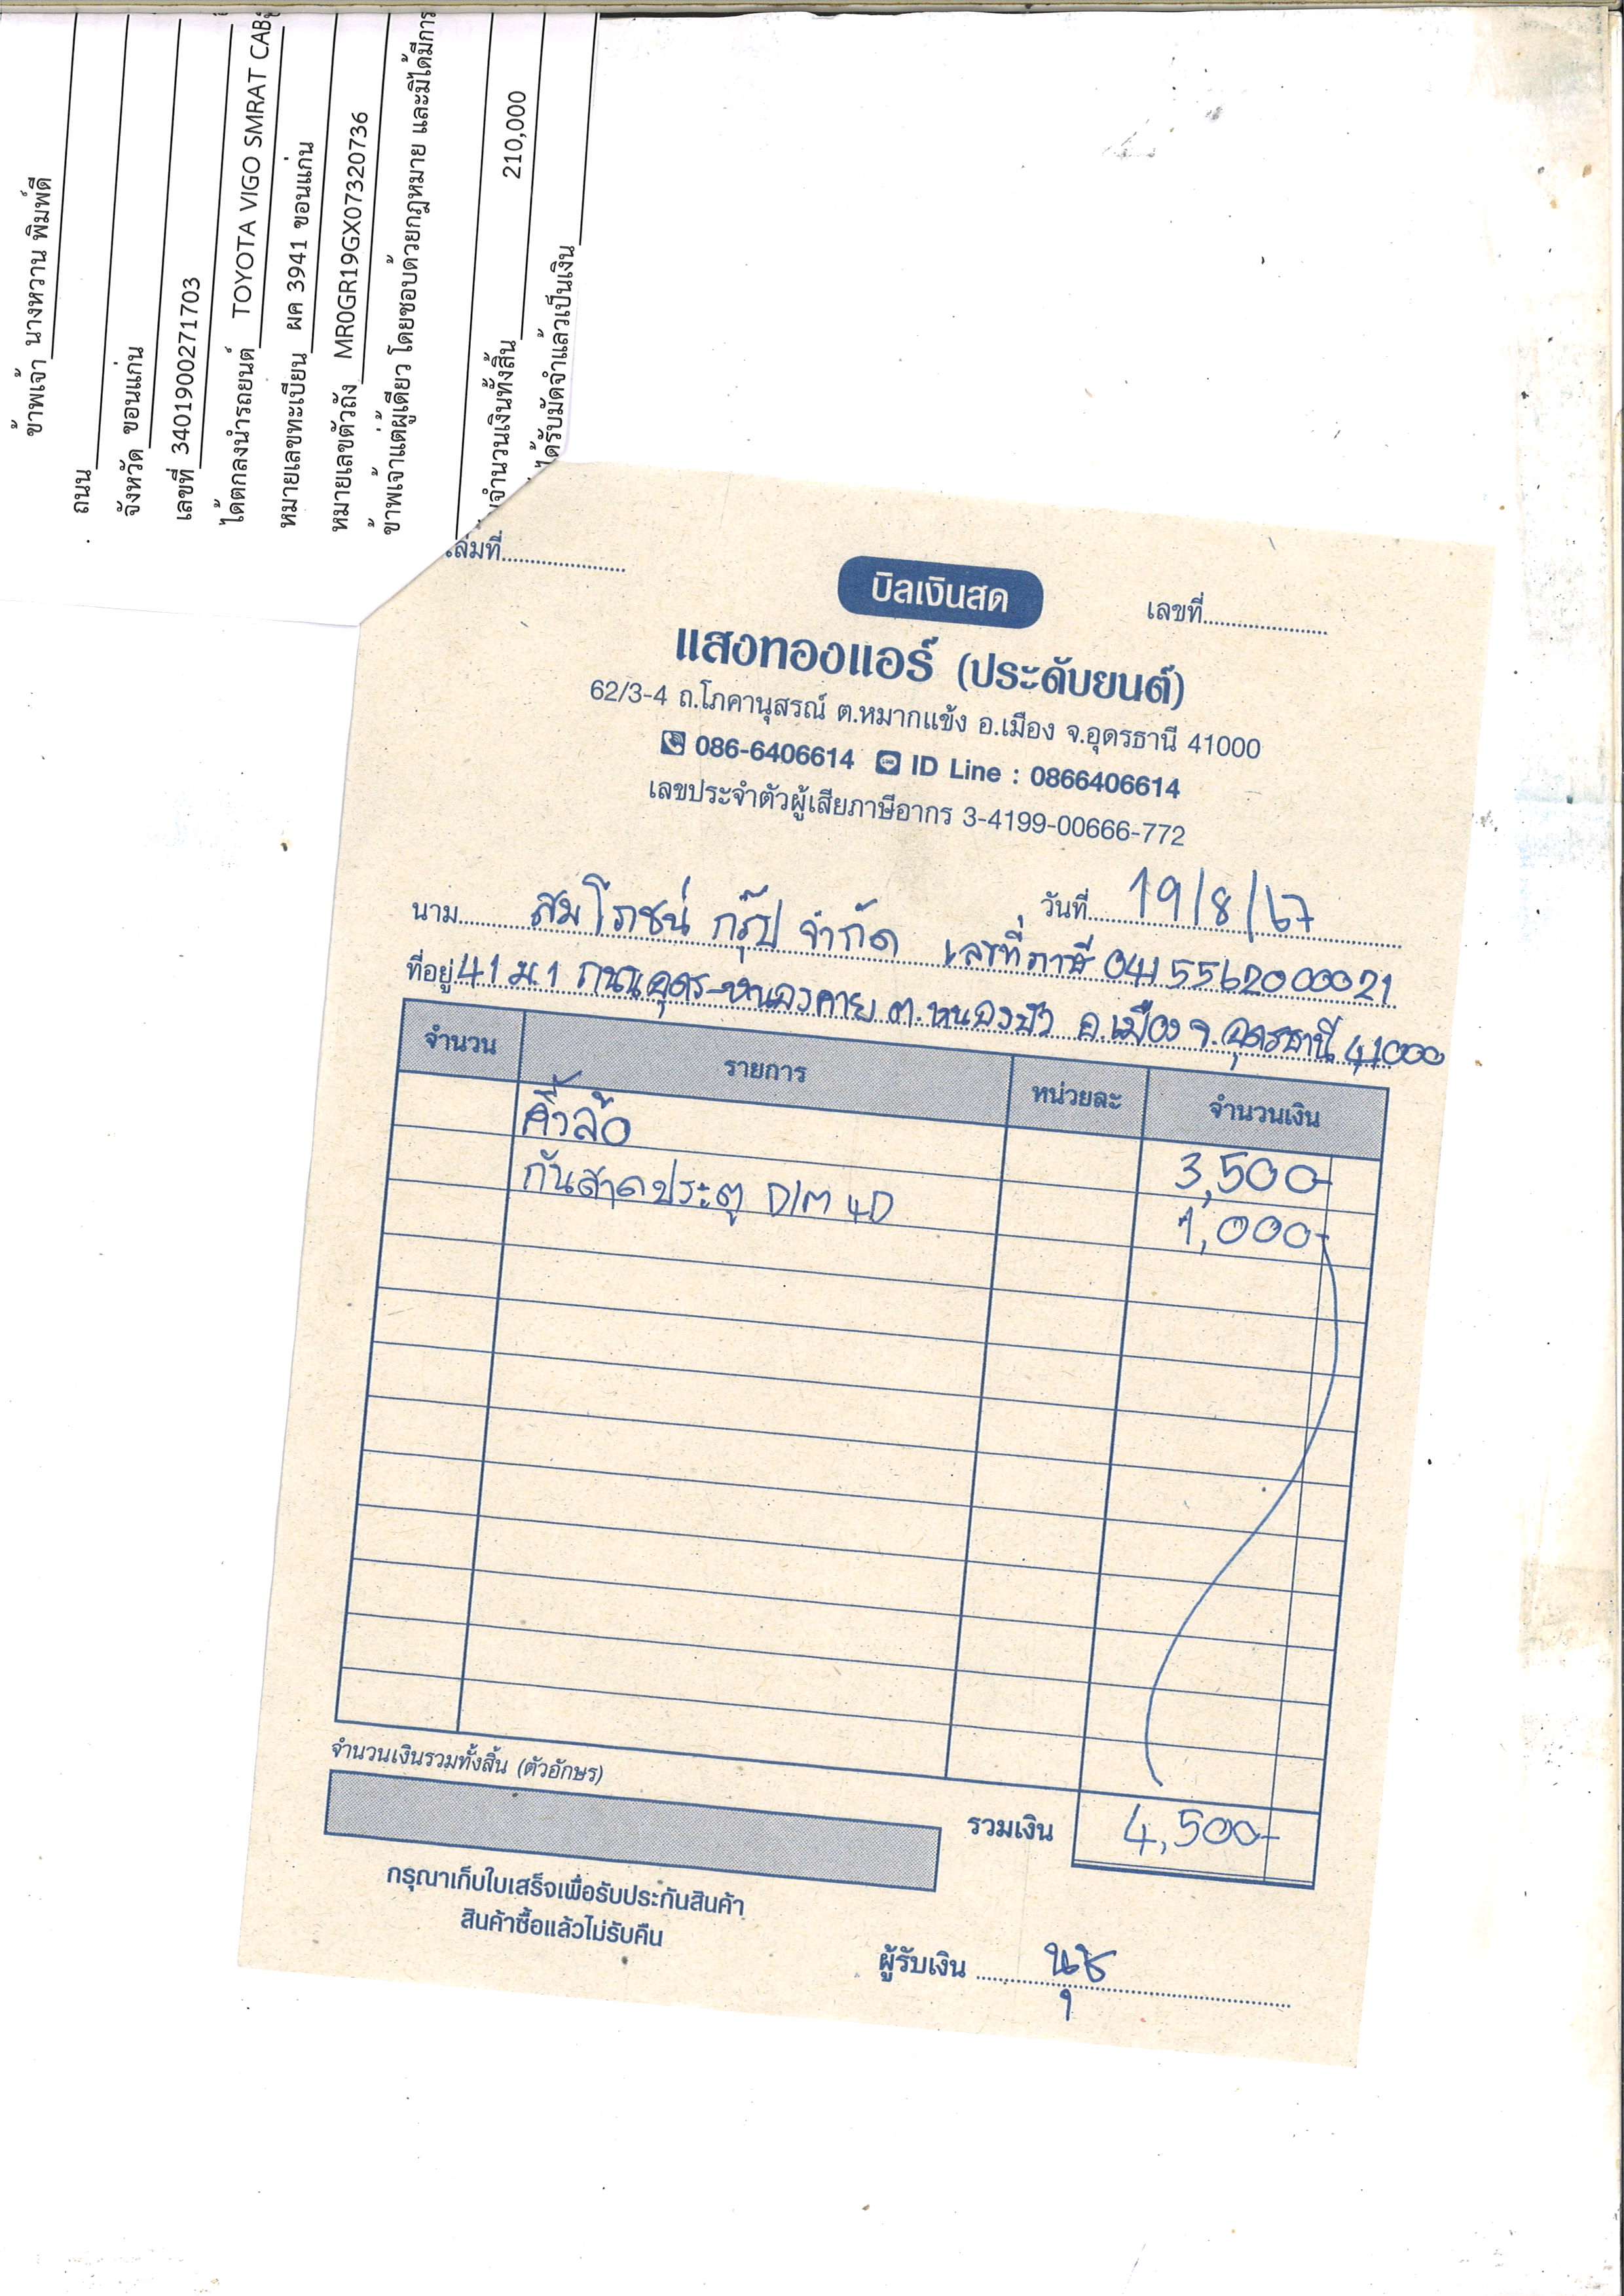 ข้าพเจ้า นางหวาน พิมพ์ดี
ถนน
จังหวัด ขอนแก่น
เลขที่ 3401900271703
ได้ตกลงนำรถยนต์ TOYOTA VIGO SMRAT CAB
หมายเลขทะเบียน ผค 3941 ขอนแก่น
หมายเลขตัวถัง MR0GR19GX07320736
ข้าพเจ้าแต่ผู้เดียว โดยชอบด้วยกฎหมาย และมิได้มีการ
จำนวนเงินทั้งสิ้น 210,000
ได้รับมัดจำแล้วเป็นเงิน
เล่มที่
บิลเงินสด
เลขที่
แสงทองแอร์ (ประดับยนต์)
62/3-4 ถ.โภคานุสรณ์ ต.หมากแข้ง อ.เมือง จ.อุดรธานี 41000
086-6406614 ID Line : 0866406614
เลขประจำตัวผู้เสียภาษีอากร 3-4199-00666-772
วันที่ 19/8/67
นาม สมโภชน์ กรุ๊ป จำกัด เลขที่ภาษี 0415562000021
ที่อยู่ 41 ม.1 ถนนอุดร-หนองคาย ต.หนองบัว อ.เมือง จ.อุดรธานี 41000
จำนวน รายการ หน่วยละ จำนวนเงิน
คิ้วล้อ 3,500-
กันสาดประตู D/M 4D 1,000-
จำนวนเงินรวมทั้งสิ้น (ตัวอักษร)
รวมเงิน 4,500-
กรุณาเก็บใบเสร็จเพื่อรับประกันสินค้า
สินค้าซื้อแล้วไม่รับคืน
ผู้รับเงิน นุช